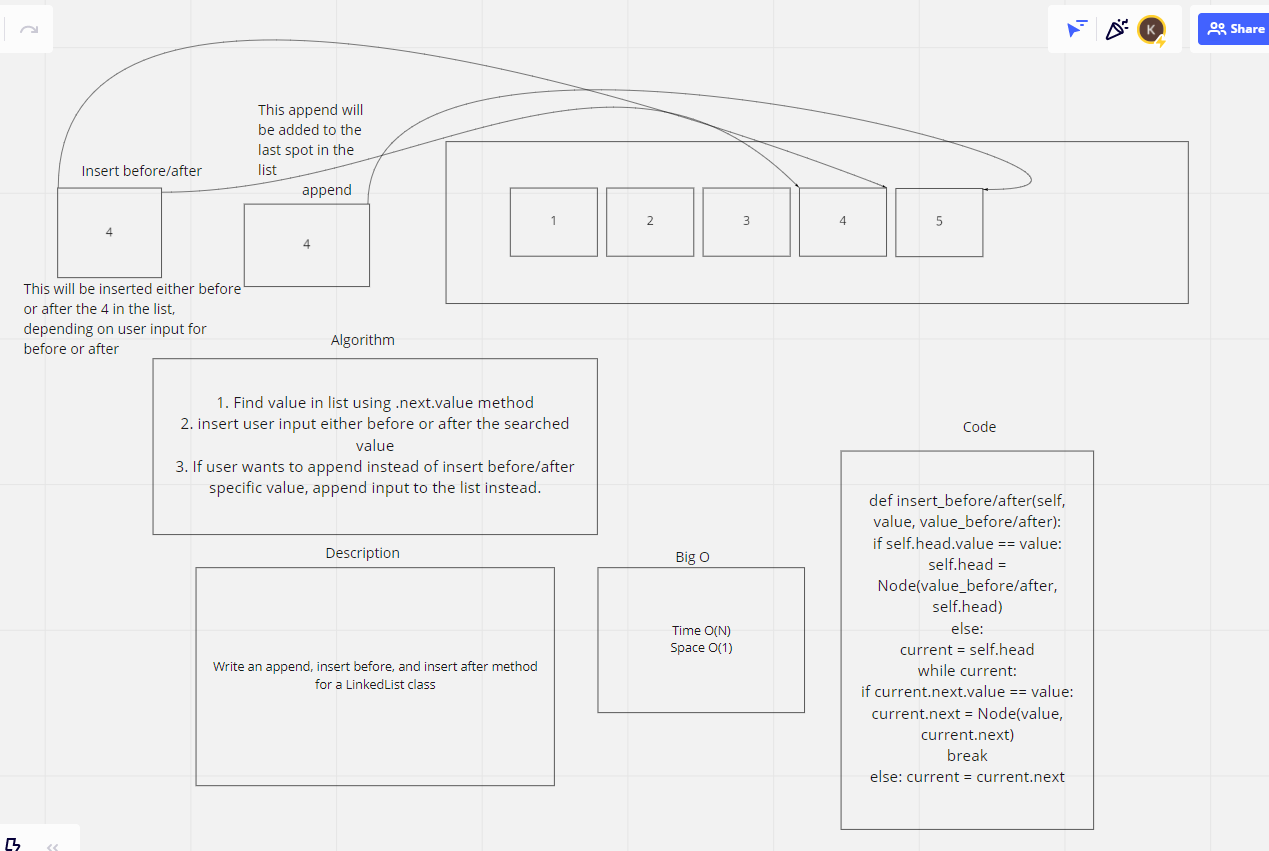 K
Share
This append will
be added to the
last spot in the
list
Insert before/after
append
4
4
1
2
3
4
5
This will be inserted either before
or after the 4 in the list,
depending on user input for
before or after
Algorithm
1. Find value in list using .next.value method
2. insert user input either before or after the searched
value
3. If user wants to append instead of insert before/after
specific value, append input to the list instead.
Code
def insert_before/after(self,
value, value_before/after):
if self.head.value == value:
self.head =
Node(value_before/after,
self.head)
else:
current = self.head
while current:
if current.next.value == value:
current.next = Node(value,
current.next)
break
else: current = current.next
Description
Write an append, insert before, and insert after method
for a LinkedList class
Big O
Time O(N)
Space O(1)